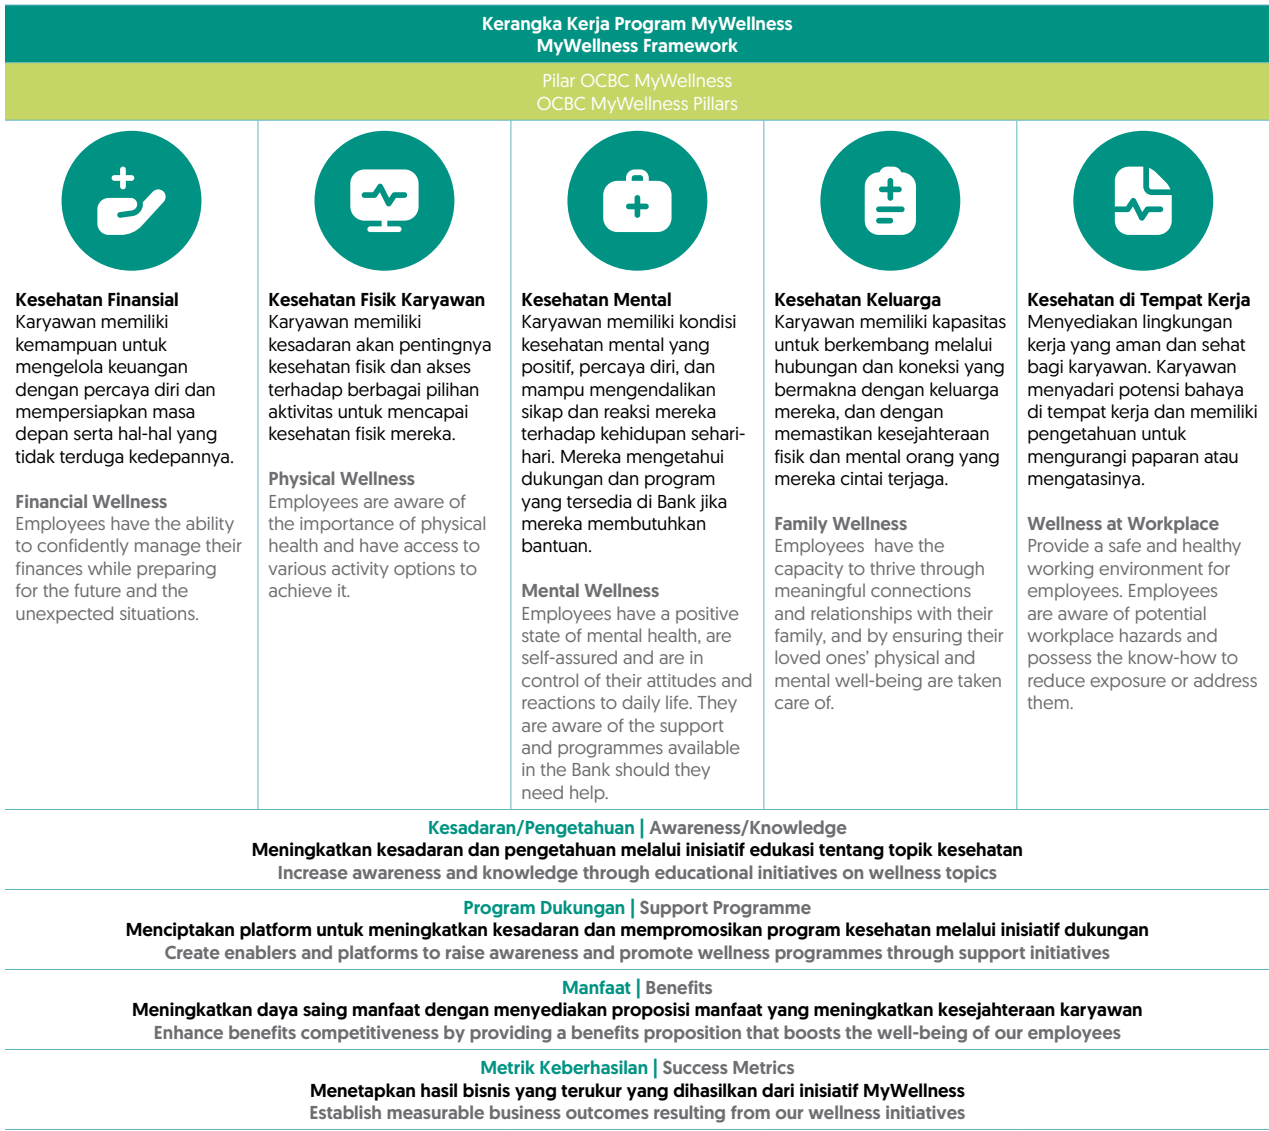 Kerangka Kerja Program MyWellness
MyWellness Framework
Pilar OCBC MyWellness
OCBC MyWellness Pillars
Kesehatan Finansial
Karyawan memiliki
kemampuan untuk
mengelola keuangan
dengan percaya diri dan
mempersiapkan masa
depan serta hal-hal yang
tidak terduga kedepannya.
Financial Wellness
Employees have the ability
to confidently manage their
finances while preparing
for the future and the
unexpected situations.
Kesehatan Fisik Karyawan
Karyawan memiliki
kesadaran akan pentingnya
kesehatan fisik dan akses
terhadap berbagai pilihan
aktivitas untuk mencapai
kesehatan fisik mereka.
Physical Wellness
Employees are aware of
the importance of physical
health and have access to
various activity options to
achieve it.
Kesehatan Mental
Karyawan memiliki kondisi
kesehatan mental yang
positif, percaya diri, dan
mampu mengendalikan
sikap dan reaksi mereka
terhadap kehidupan sehari-
hari. Mereka mengetahui
dukungan dan program
yang tersedia di Bank jika
mereka membutuhkan
bantuan.
Mental Wellness
Employees have a positive
state of mental health, are
self-assured and are in
control of their attitudes and
reactions to daily life. They
are aware of the support
and programmes available
in the Bank should they
need help.
Kesehatan Keluarga
Karyawan memiliki kapasitas
untuk berkembang melalui
hubungan dan koneksi yang
bermakna dengan keluarga
mereka, dan dengan
memastikan kesejahteraan
fisik dan mental orang yang
mereka cintai terjaga.
Family Wellness
Employees  have the
capacity to thrive through
meaningful connections
and relationships with their
family, and by ensuring their
loved ones’ physical and
mental well-being are taken
care of.
Kesehatan di Tempat Kerja
Menyediakan lingkungan
kerja yang aman dan sehat
bagi karyawan. Karyawan
menyadari potensi bahaya
di tempat kerja dan memiliki
pengetahuan untuk
mengurangi paparan atau
mengatasinya.
Wellness at Workplace
Provide a safe and healthy
working environment for
employees. Employees
are aware of potential
workplace hazards and
possess the know-how to
reduce exposure or address
them.
Kesadaran/Pengetahuan | Awareness/Knowledge
Meningkatkan kesadaran dan pengetahuan melalui inisiatif edukasi tentang topik kesehatan
Increase awareness and knowledge through educational initiatives on wellness topics
Program Dukungan | Support Programme
Menciptakan platform untuk meningkatkan kesadaran dan mempromosikan program kesehatan melalui inisiatif dukungan
Create enablers and platforms to raise awareness and promote wellness programmes through support initiatives
Manfaat | Benefits
Meningkatkan daya saing manfaat dengan menyediakan proposisi manfaat yang meningkatkan kesejahteraan karyawan
Enhance benefits competitiveness by providing a benefits proposition that boosts the well-being of our employees
Metrik Keberhasilan | Success Metrics
Menetapkan hasil bisnis yang terukur yang dihasilkan dari inisiatif MyWellness
Establish measurable business outcomes resulting from our wellness initiatives